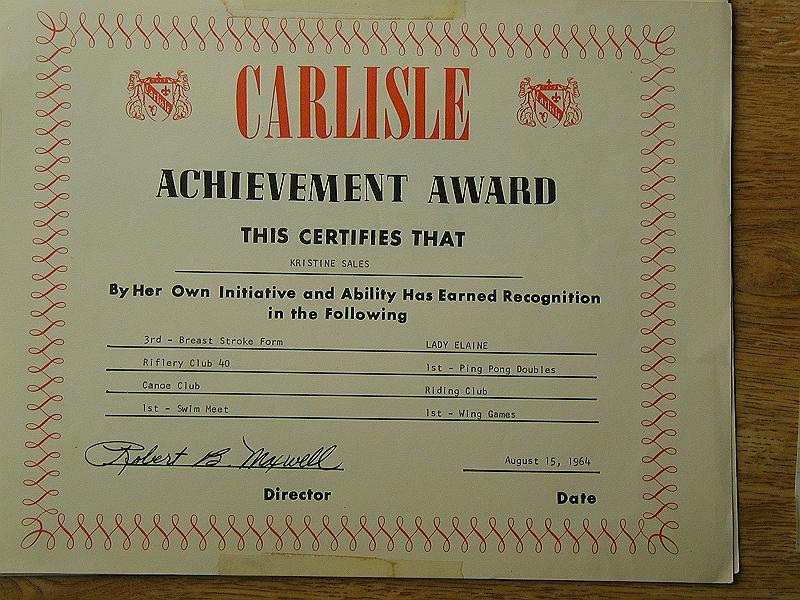 Carlisle CARLISLE Carlisle
ACHIEVEMENT AWARD
THIS CERTIFIES THAT
KRISTINE SALES
By Her Own Initiative and Ability Has Earned Recognition
in the Following
3rd - Breast Stroke Form LADY ELAINE
Riflery Club 40 1st - Ping Pong Doubles
Canoe Club Riding Club
1st - Swim Meet 1st - Wing Games
Robert B. Maxwell August 15, 1964
Director Date